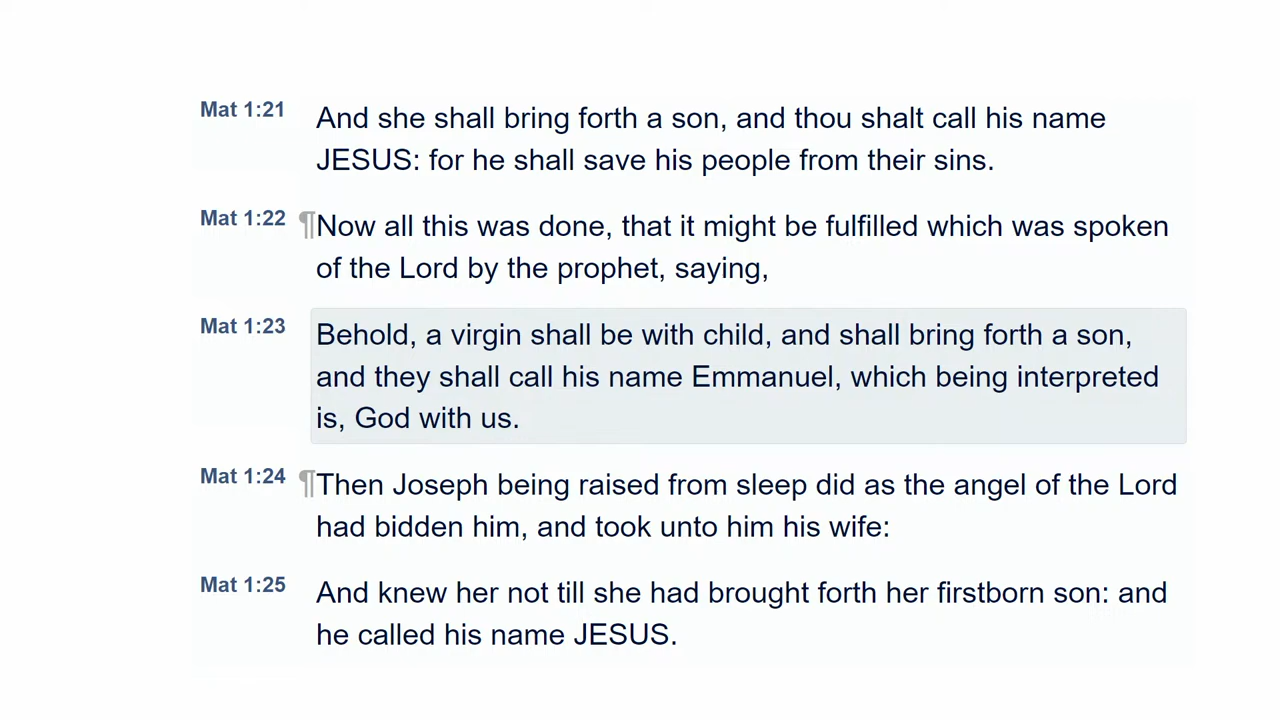 Mat 1:21 And she shall bring forth a son, and thou shalt call his name
JESUS: for he shall save his people from their sins.
Mat 1:22 ¶Now all this was done, that it might be fulfilled which was spoken
of the Lord by the prophet, saying,
Mat 1:23 Behold, a virgin shall be with child, and shall bring forth a son,
and they shall call his name Emmanuel, which being interpreted
is, God with us.
Mat 1:24 ¶Then Joseph being raised from sleep did as the angel of the Lord
had bidden him, and took unto him his wife:
Mat 1:25 And knew her not till she had brought forth her firstborn son: and
he called his name JESUS.